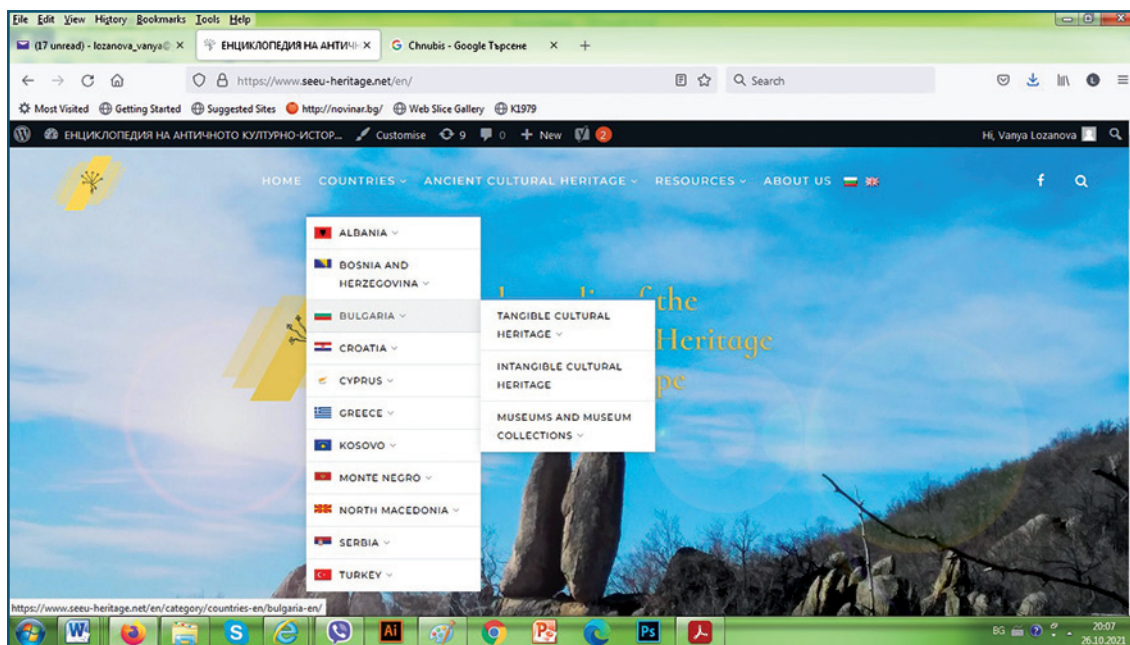 File Edit View History Bookmarks Tools Help
(17 unread) - lozanova_vanya
ЕНЦИКЛОПЕДИЯ НА АНТИЧН
Chnubis - Google Търсене
https://www.seeu-heritage.net/en/
Search
Most Visited Getting Started Suggested Sites http://novinar.bg/ Web Slice Gallery K1979
ЕНЦИКЛОПЕДИЯ НА АНТИЧНОТО КУЛТУРНО-ИСТОР... Customise 9 0 New 2 Hi, Vanya Lozanova
HOME COUNTRIES ANCIENT CULTURAL HERITAGE RESOURCES ABOUT US
ALBANIA
BOSNIA AND
HERZEGOVINA
BULGARIA
CROATIA
CYPRUS
GREECE
KOSOVO
MONTE NEGRO
NORTH MACEDONIA
SERBIA
TURKEY
TANGIBLE CULTURAL
HERITAGE
INTANGIBLE CULTURAL
HERITAGE
MUSEUMS AND MUSEUM
COLLECTIONS
the
Heritage
https://www.seeu-heritage.net/en/category/countries-en/bulgaria-en/
BG
20:07
26.10.2021